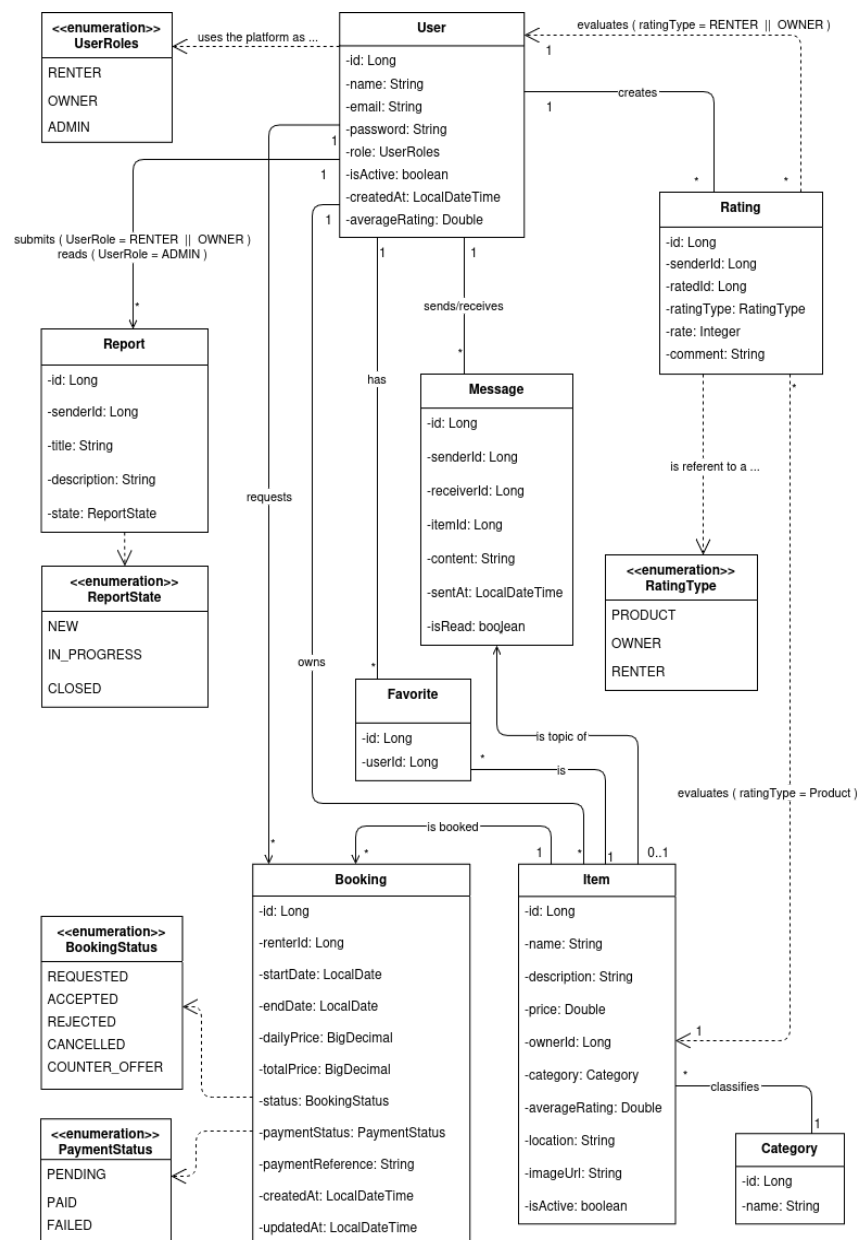 <<enumeration>>
UserRoles
RENTER
OWNER
ADMIN
uses the platform as ...
User
-id: Long
-name: String
-email: String
-password: String
-role: UserRoles
-isActive: boolean
-createdAt: LocalDateTime
-averageRating: Double
evaluates ( ratingType = RENTER || OWNER )
1
*
creates
1
*
Rating
-id: Long
-senderId: Long
-ratedId: Long
-ratingType: RatingType
-rate: Integer
-comment: String
1
1
1
1
1
submits ( UserRole = RENTER || OWNER )
reads ( UserRole = ADMIN )
*
Report
-id: Long
-senderId: Long
-title: String
-description: String
-state: ReportState
<<enumeration>>
ReportState
NEW
IN_PROGRESS
CLOSED
sends/receives
*
Message
-id: Long
-senderId: Long
-receiverId: Long
-itemId: Long
-content: String
-sentAt: LocalDateTime
-isRead: boolean
has
*
requests
*
owns
*
is referent to a ...
<<enumeration>>
RatingType
PRODUCT
OWNER
RENTER
Favorite
-id: Long
-userId: Long
*
is
1
is topic of
0..1
*
evaluates ( ratingType = Product )
1
is booked
1
*
Booking
-id: Long
-renterId: Long
-startDate: LocalDate
-endDate: LocalDate
-dailyPrice: BigDecimal
-totalPrice: BigDecimal
-status: BookingStatus
-paymentStatus: PaymentStatus
-paymentReference: String
-createdAt: LocalDateTime
-updatedAt: LocalDateTime
Item
-id: Long
-name: String
-description: String
-price: Double
-ownerId: Long
-category: Category
-averageRating: Double
-location: String
-imageUrl: String
-isActive: boolean
<<enumeration>>
BookingStatus
REQUESTED
ACCEPTED
REJECTED
CANCELLED
COUNTER_OFFER
<<enumeration>>
PaymentStatus
PENDING
PAID
FAILED
*
classifies
1
Category
-id: Long
-name: String